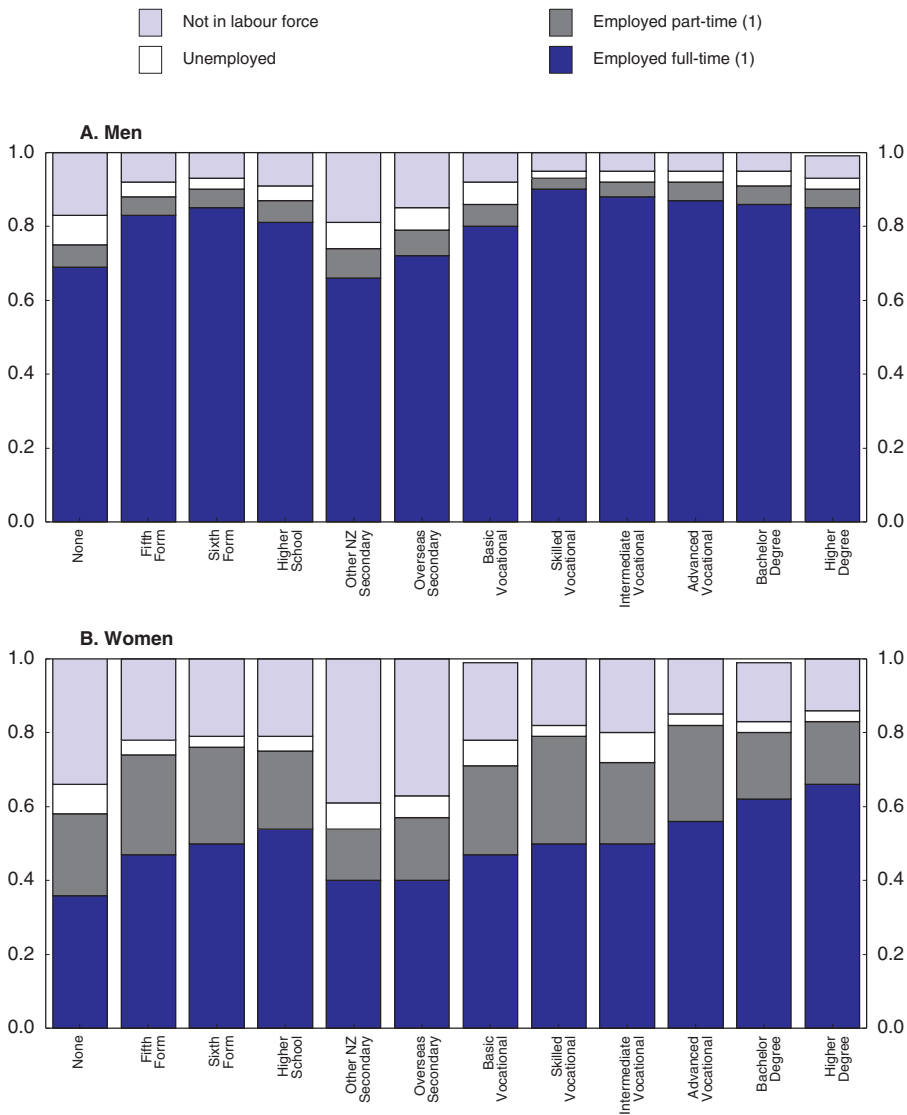 Not in labour force
Employed part-time (1)
Unemployed
Employed full-time (1)
A. Men
1.0
1.0
0.8
0.8
0.6
0.6
0.4
0.4
0.2
0.2
0.0
0.0
None
Fifth
Form
Sixth
Form
Higher
School
Other NZ
Secondary
Overseas
Secondary
Basic
Vocational
Skilled
Vocational
Intermediate
Vocational
Advanced
Vocational
Bachelor
Degree
Higher
Degree
B. Women
1.0
1.0
0.8
0.8
0.6
0.6
0.4
0.4
0.2
0.2
0.0
0.0
None
Fifth
Form
Sixth
Form
Higher
School
Other NZ
Secondary
Overseas
Secondary
Basic
Vocational
Skilled
Vocational
Intermediate
Vocational
Advanced
Vocational
Bachelor
Degree
Higher
Degree